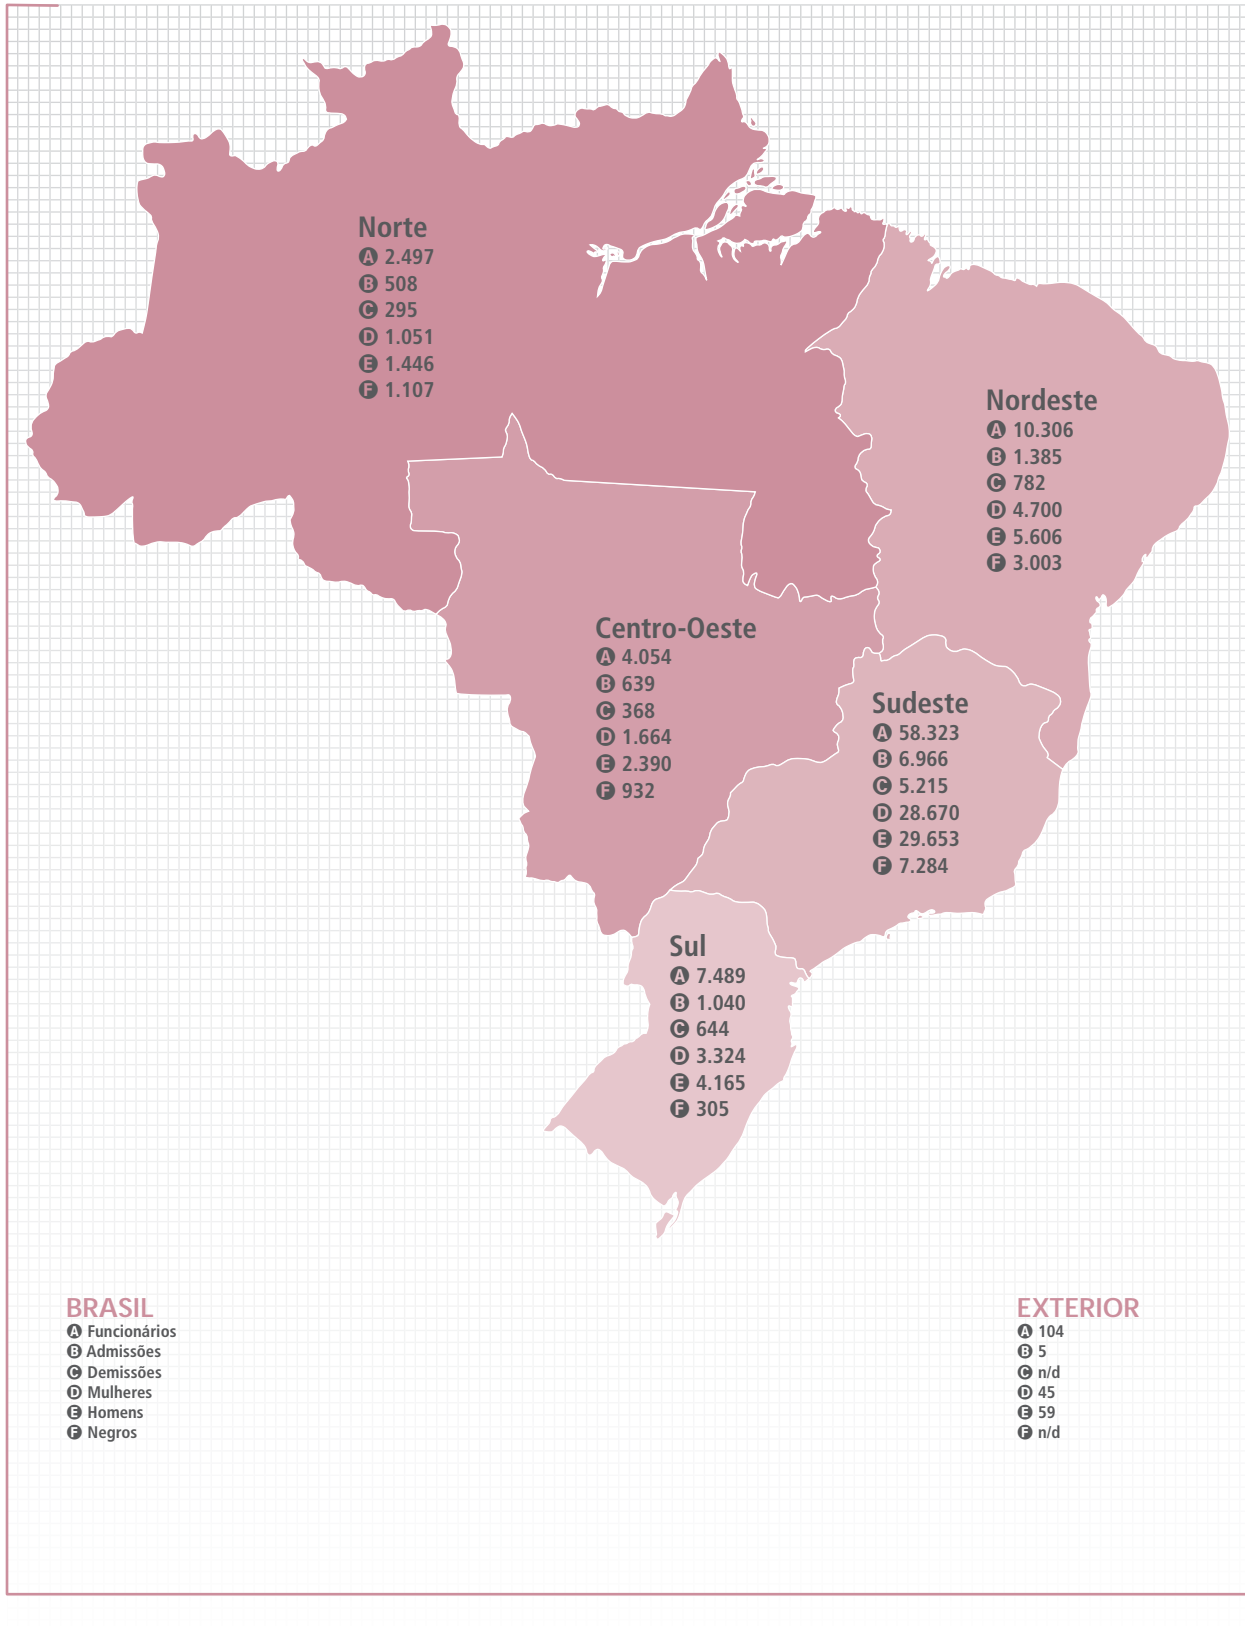 Norte
A 2.497
B 508
C 295
D 1.051
E 1.446
F 1.107
Nordeste
A 10.306
B 1.385
C 782
D 4.700
E 5.606
F 3.003
Centro-Oeste
A 4.054
B 639
C 368
D 1.664
E 2.390
F 932
Sudeste
A 58.323
B 6.966
C 5.215
D 28.670
E 29.653
F 7.284
Sul
A 7.489
B 1.040
C 644
D 3.324
E 4.165
F 305
BRASIL
A Funcionários
B Admissões
C Demissões
D Mulheres
E Homens
F Negros
EXTERIOR
A 104
B 5
C n/d
D 45
E 59
F n/d